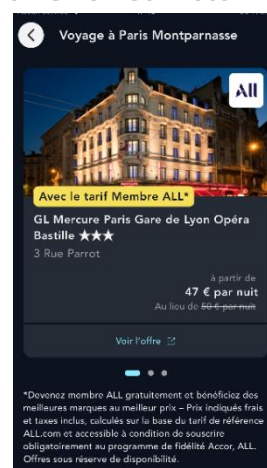 Voyage à Paris Montparnasse
All
Avec le tarif Membre ALL*
GL Mercure Paris Gare de Lyon Opéra
Bastille ★★★
3 Rue Parrot
à partir de
47 € par nuit
Au lieu de 50 € par nuit
Voir l'offre
*Devenez membre ALL gratuitement et bénéficiez des
meilleures marques au meilleur prix – Prix indiqués frais
et taxes inclus, calculés sur la base du tarif de référence
ALL.com et accessible à condition de souscrire
obligatoirement au programme de fidélité Accor, ALL.
Offres sous réserve de disponibilité.